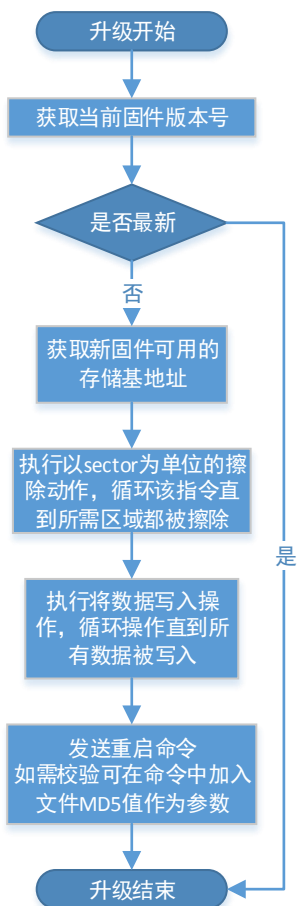 升级开始
获取当前固件版本号
是否最新
否
获取新固件可用的
存储基地址
执行以sector为单位的擦
除动作，循环该指令直
到所需区域都被擦除
是
执行将数据写入操
作，循环操作直到所
有数据被写入
发送重启命令
如需校验可在命令中加入
文件MD5值作为参数
升级结束